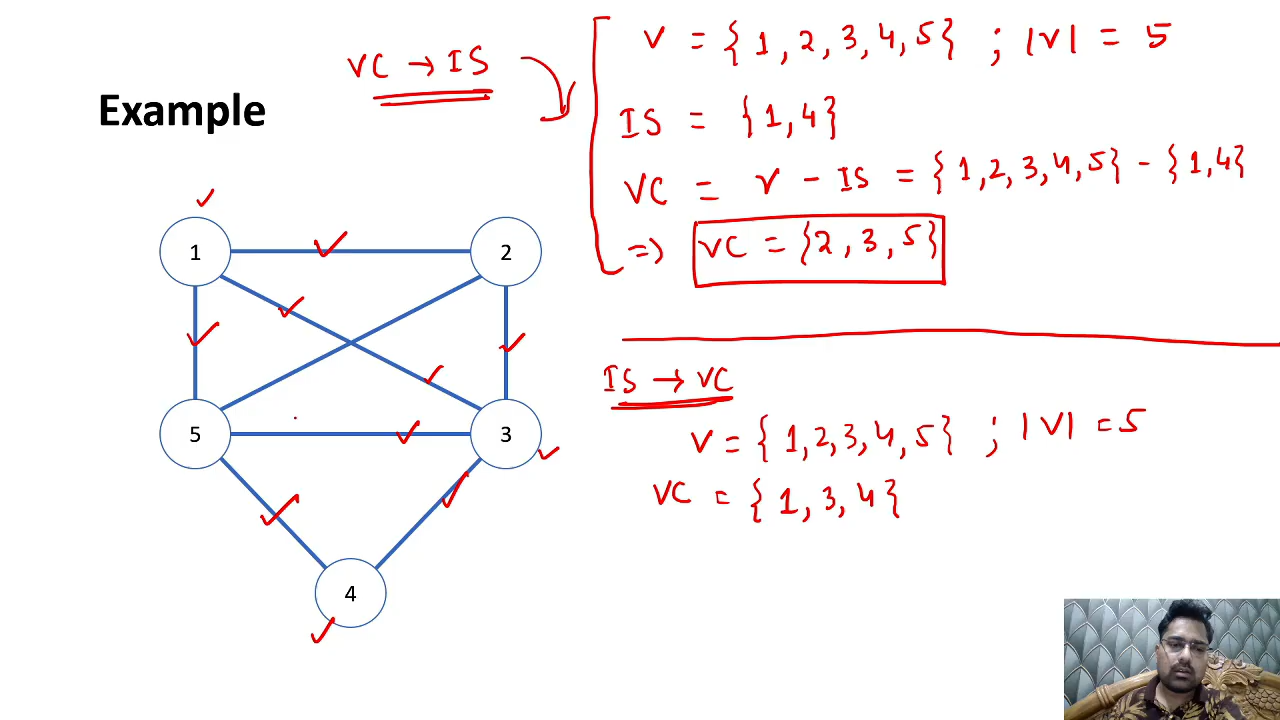 VC → IS
Example
V = {1, 2, 3, 4, 5} ; |V| = 5
IS = {1, 4}
VC = V - IS = {1, 2, 3, 4, 5} - {1, 4}
=> VC = {2, 3, 5}
1
2
5
3
4
IS → VC
V = {1, 2, 3, 4, 5} ; |V| = 5
VC = {1, 3, 4}